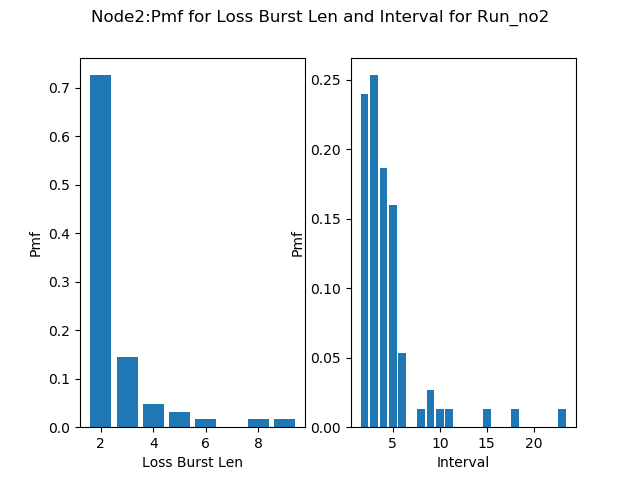 Node2:Pmf for Loss Burst Len and Interval for Run_no2
Pmf
0.7
0.6
0.5
0.4
0.3
0.2
0.1
0.0
2 4 6 8
Loss Burst Len
Pmf
0.25
0.20
0.15
0.10
0.05
0.00
5 10 15 20
Interval